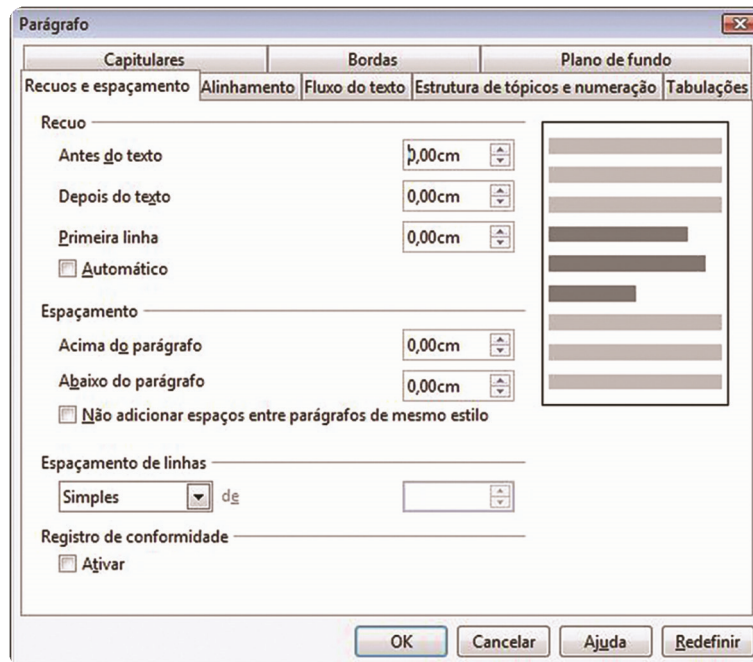 Parágrafo
Capitulares Bordas Plano de fundo
Recuos e espaçamento Alinhamento Fluxo do texto Estrutura de tópicos e numeração Tabulações
Recuo
Antes do texto 0,00cm
Depois do texto 0,00cm
Primeira linha 0,00cm
Automático
Espaçamento
Acima do parágrafo 0,00cm
Abaixo do parágrafo 0,00cm
Não adicionar espaços entre parágrafos de mesmo estilo
Espaçamento de linhas
Simples de
Registro de conformidade
Ativar
OK Cancelar Ajuda Redefinir